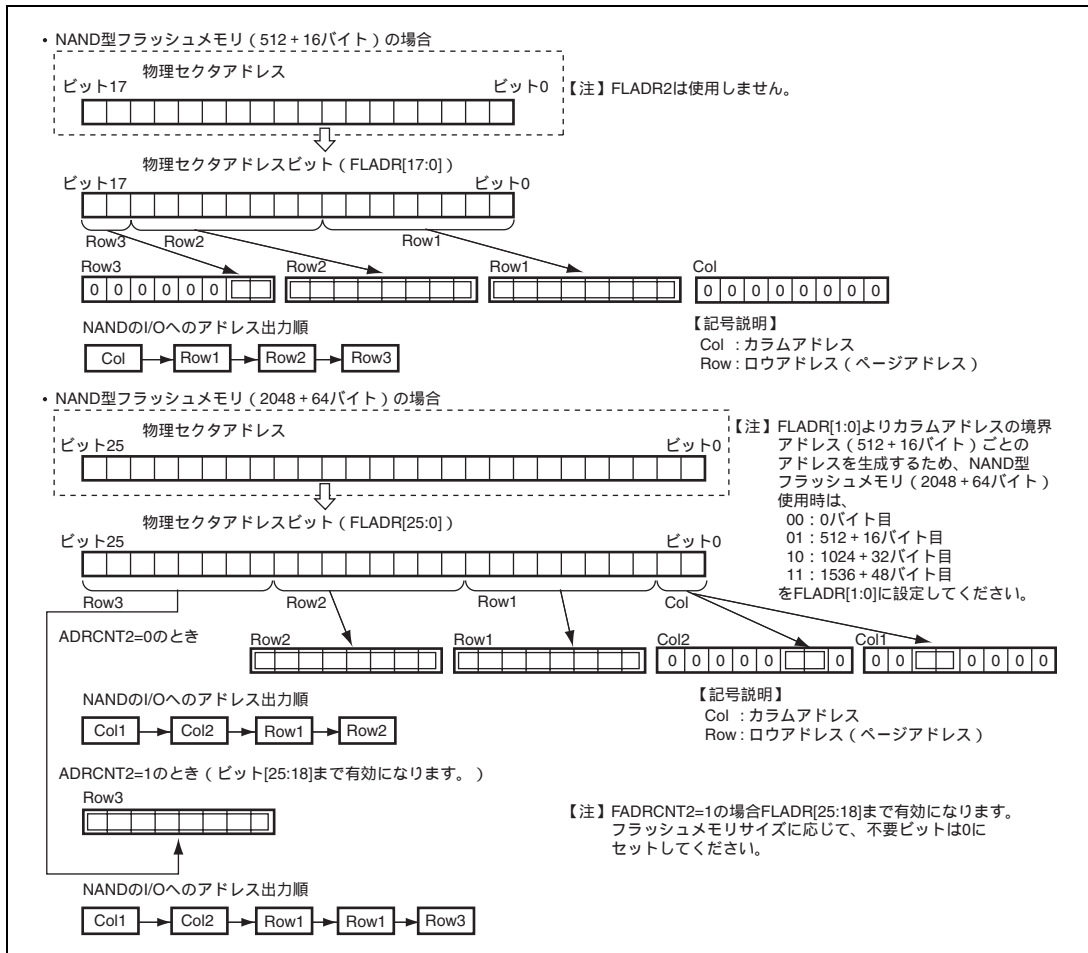 • NAND型フラッシュメモリ（512＋16バイト）の場合
物理セクタアドレス
ビット17 ビット0
【注】FLADR2は使用しません。
物理セクタアドレスビット（FLADR[17:0]）
ビット17 ビット0
Row3 Row2 Row1
Row3 Row2 Row1 Col
0 0 0 0 0 0 0 0 0 0 0 0 0 0
NANDのI/Oへのアドレス出力順
Col Row1 Row2 Row3
【記号説明】
Col ：カラムアドレス
Row：ロウアドレス（ページアドレス）
• NAND型フラッシュメモリ（2048＋64バイト）の場合
物理セクタアドレス
ビット25 ビット0
【注】FLADR[1:0]よりカラムアドレスの境界
アドレス（512＋16バイト）ごとの
アドレスを生成するため、NAND型
フラッシュメモリ（2048＋64バイト）
使用時は、
00：0バイト目
01：512＋16バイト目
10：1024＋32バイト目
11：1536＋48バイト目
をFLADR[1:0]に設定してください。
物理セクタアドレスビット（FLADR[25:0]）
ビット25 ビット0
Row3 Row2 Row1 Col
ADRCNT2=0のとき
Row2 Row1 Col2 Col1
0 0 0 0 0 0 0 0 0 0 0 0
NANDのI/Oへのアドレス出力順
Col1 Col2 Row1 Row2
【記号説明】
Col ：カラムアドレス
Row：ロウアドレス（ページアドレス）
ADRCNT2=1のとき（ビット[25:18]まで有効になります。）
Row3
【注】FADRCNT2=1の場合FLADR[25:18]まで有効になります。
フラッシュメモリサイズに応じて、不要ビットは0に
セットしてください。
NANDのI/Oへのアドレス出力順
Col1 Col2 Row1 Row1 Row3